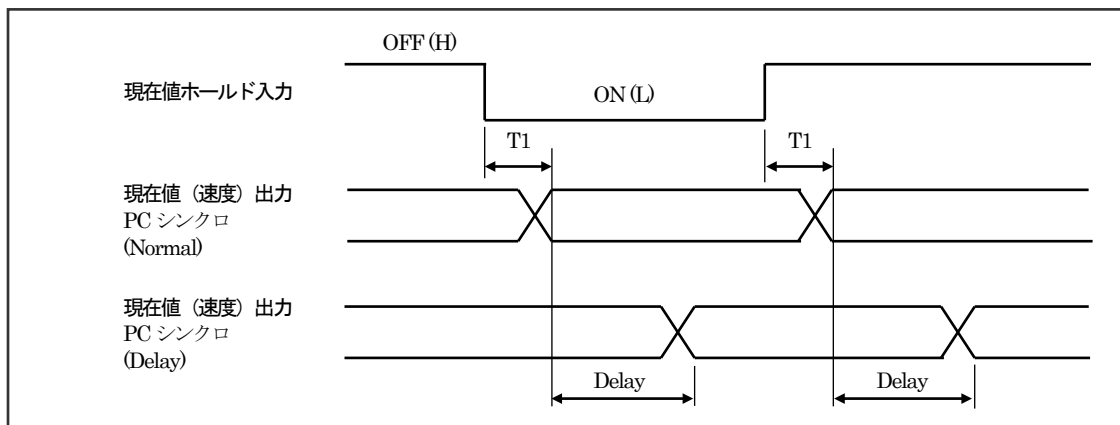 OFF (H)
現在値ホールド入力
ON (L)
T1
T1
現在値（速度）出力
PC シンクロ
(Normal)
現在値（速度）出力
PC シンクロ
(Delay)
Delay
Delay